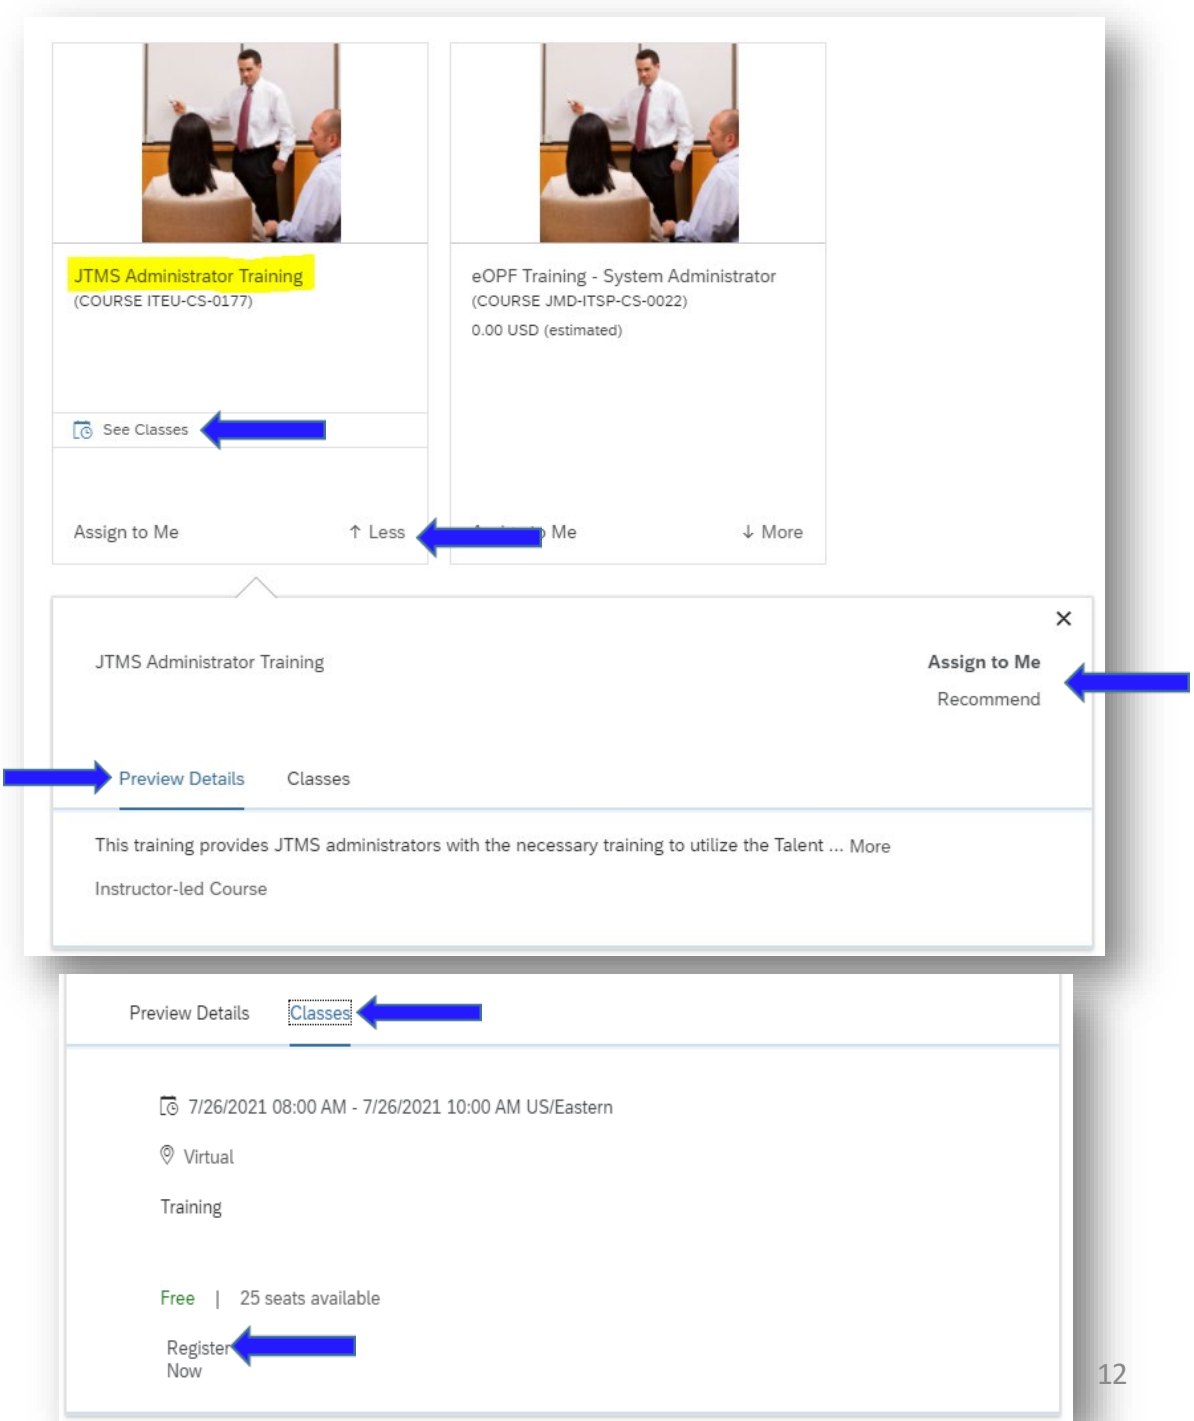 JTMS Administrator Training
(COURSE ITEU-CS-0177)
See Classes
Assign to Me
↑ Less
eOPF Training - System Administrator
(COURSE JMD-ITSP-CS-0022)
0.00 USD (estimated)
Me
↓ More
×
JTMS Administrator Training
Assign to Me
Recommend
Preview Details
Classes
This training provides JTMS administrators with the necessary training to utilize the Talent ... More
Instructor-led Course
Preview Details
Classes
7/26/2021 08:00 AM - 7/26/2021 10:00 AM US/Eastern
Virtual
Training
Free | 25 seats available
Register
Now
12